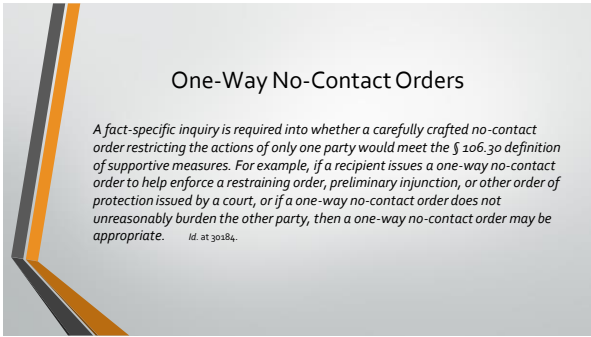 One-Way No-Contact Orders
A fact-specific inquiry is required into whether a carefully crafted no-contact
order restricting the actions of only one party would meet the § 106.30 definition
of supportive measures. For example, if a recipient issues a one-way no-contact
order to help enforce a restraining order, preliminary injunction, or other order of
protection issued by a court, or if a one-way no-contact order does not
unreasonably burden the other party, then a one-way no-contact order may be
appropriate. Id. at 30184.